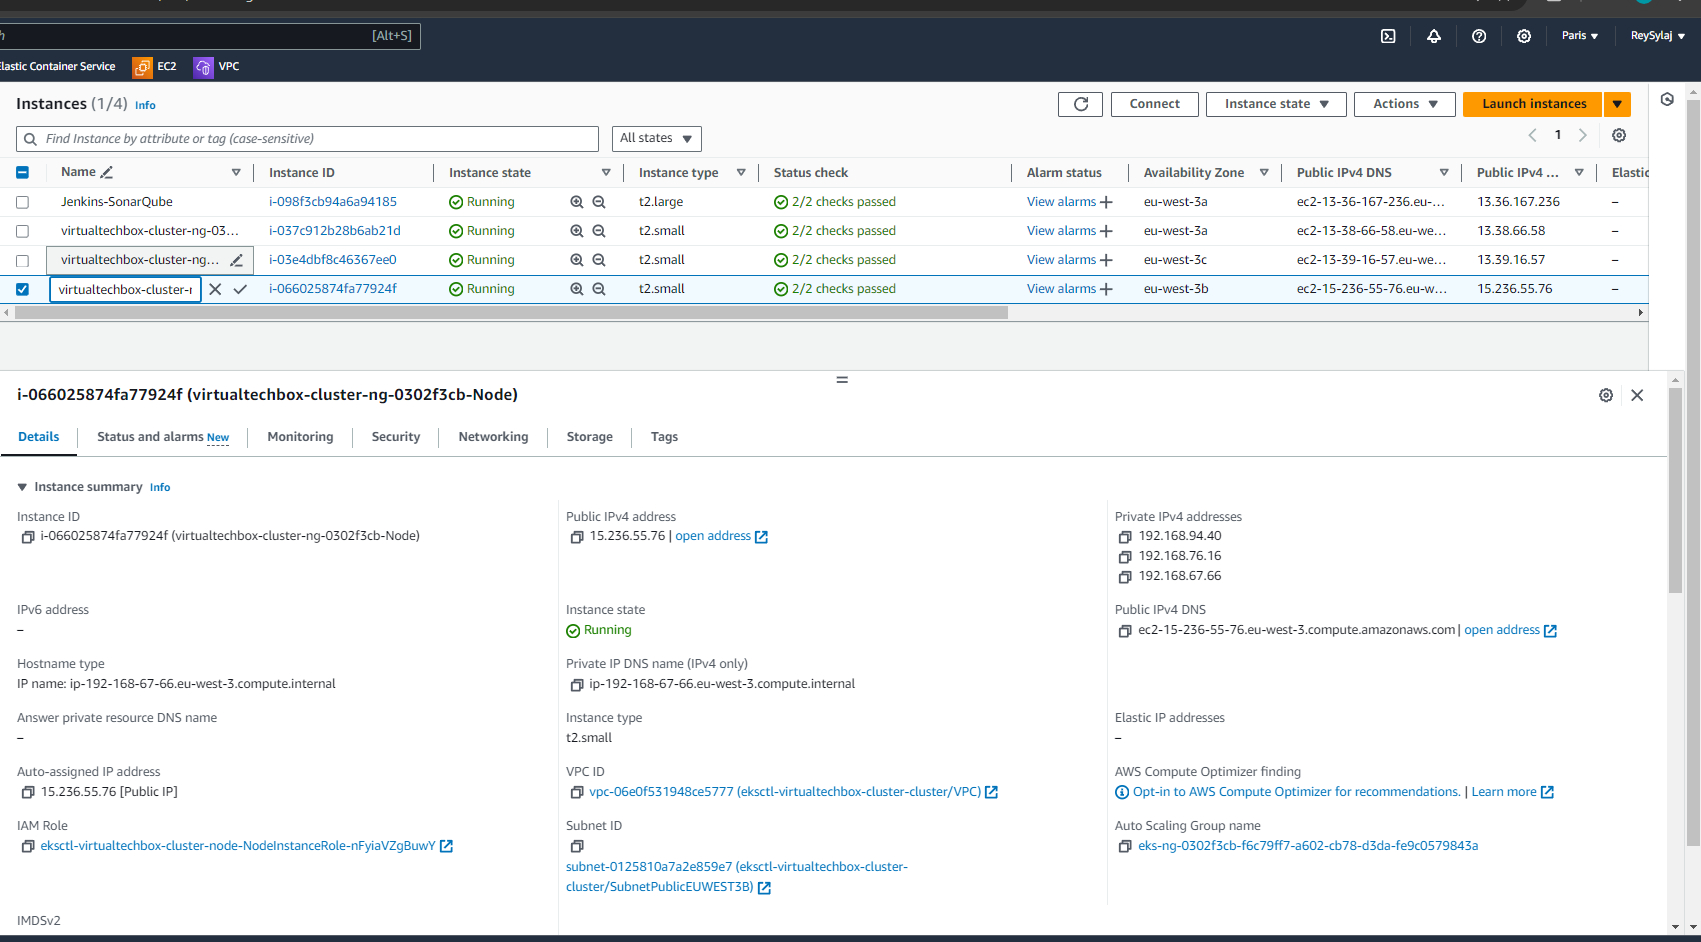 [Alt+S]
Paris ▼
ReySylaj ▼
Elastic Container Service
EC2
VPC
Instances (1/4) Info
Connect
Instance state ▼
Actions ▼
Launch instances ▼
Find Instance by attribute or tag (case-sensitive)
All states ▼
1
Name
Instance ID
Instance state
Instance type
Status check
Alarm status
Availability Zone
Public IPv4 DNS
Public IPv4 ...
Elastic
Jenkins-SonarQube i-098f3cb94a6a94185 Running t2.large 2/2 checks passed View alarms + eu-west-3a ec2-13-36-167-236.eu-... 13.36.167.236 –
virtualtechbox-cluster-ng-03... i-037c912b28b6ab21d Running t2.small 2/2 checks passed View alarms + eu-west-3a ec2-13-38-66-58.eu-we... 13.38.66.58 –
virtualtechbox-cluster-ng... i-03e4dbf8c46367ee0 Running t2.small 2/2 checks passed View alarms + eu-west-3c ec2-13-39-16-57.eu-we... 13.39.16.57 –
virtualtechbox-cluster- i-066025874fa77924f Running t2.small 2/2 checks passed View alarms + eu-west-3b ec2-15-236-55-76.eu-w... 15.236.55.76 –
i-066025874fa77924f (virtualtechbox-cluster-ng-0302f3cb-Node)
Details
Status and alarms New
Monitoring
Security
Networking
Storage
Tags
▼ Instance summary Info
Instance ID
i-066025874fa77924f (virtualtechbox-cluster-ng-0302f3cb-Node)
Public IPv4 address
15.236.55.76 | open address
Private IPv4 addresses
192.168.94.40
192.168.76.16
192.168.67.66
IPv6 address
–
Instance state
Running
Public IPv4 DNS
ec2-15-236-55-76.eu-west-3.compute.amazonaws.com | open address
Hostname type
IP name: ip-192-168-67-66.eu-west-3.compute.internal
Private IP DNS name (IPv4 only)
ip-192-168-67-66.eu-west-3.compute.internal
Answer private resource DNS name
–
Instance type
t2.small
Elastic IP addresses
–
Auto-assigned IP address
15.236.55.76 [Public IP]
VPC ID
vpc-06e0f531948ce5777 (eksctl-virtualtechbox-cluster-cluster/VPC)
AWS Compute Optimizer finding
Opt-in to AWS Compute Optimizer for recommendations. | Learn more
IAM Role
eksctl-virtualtechbox-cluster-node-NodeInstanceRole-nFyiaVZgBuwY
Subnet ID
subnet-0125810a7a2e859e7 (eksctl-virtualtechbox-cluster-
cluster/SubnetPublicEUWEST3B)
Auto Scaling Group name
eks-ng-0302f3cb-f6c79ff7-a602-cb78-d3da-fe9c0579843a
IMDSv2